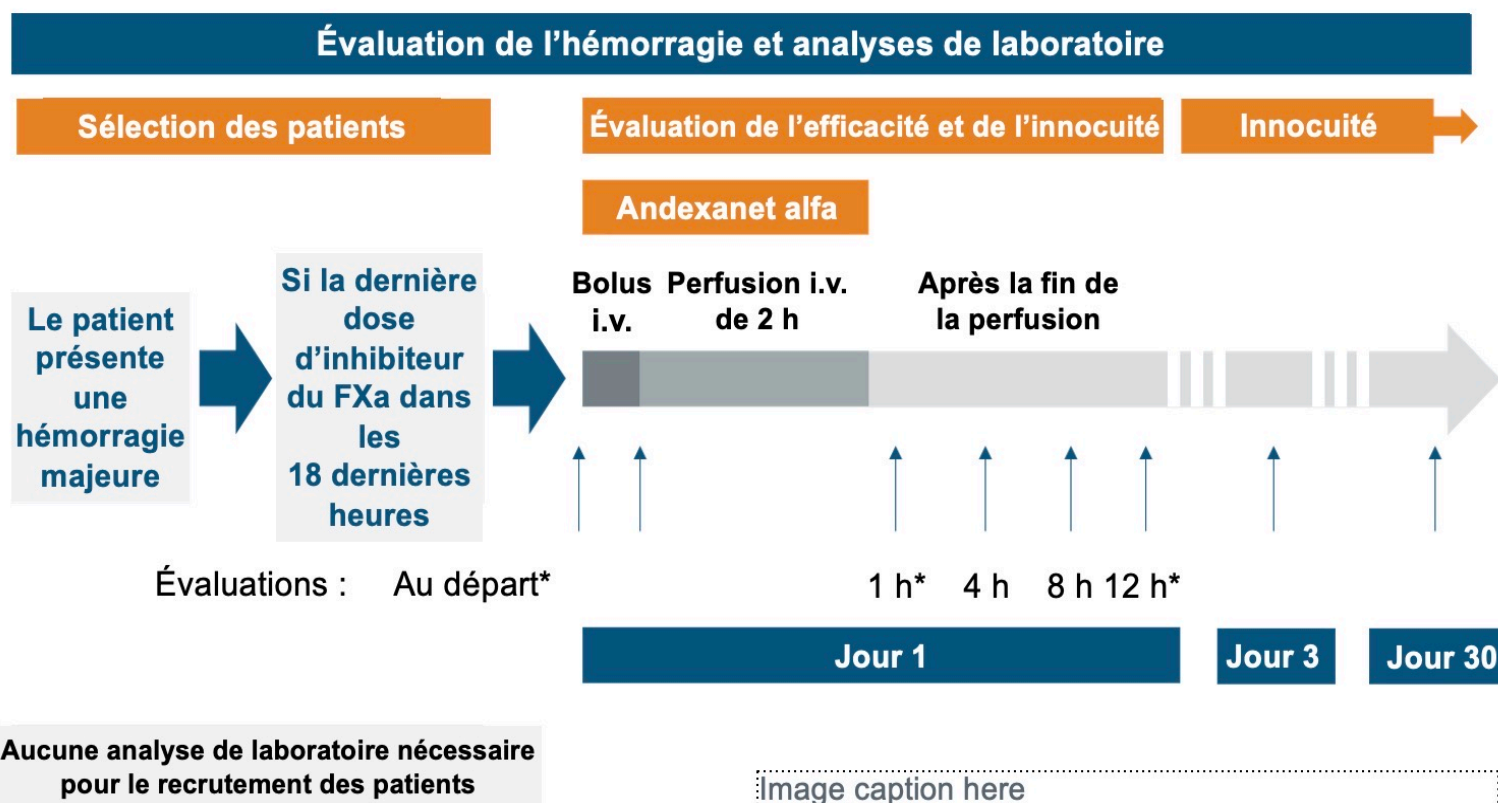 Évaluation de l’hémorragie et analyses de laboratoire
Sélection des patients
Évaluation de l’efficacité et de l’innocuité
Innocuité
Andexanet alfa
Le patient
présente
une
hémorragie
majeure
Si la dernière
dose
d’inhibiteur
du FXa dans
les
18 dernières
heures
Bolus
i.v.
Perfusion i.v.
de 2 h
Après la fin de
la perfusion
Évaluations :
Au départ*
1 h*
4 h
8 h
12 h*
Jour 1
Jour 3
Jour 30
Aucune analyse de laboratoire nécessaire
pour le recrutement des patients
Image caption here